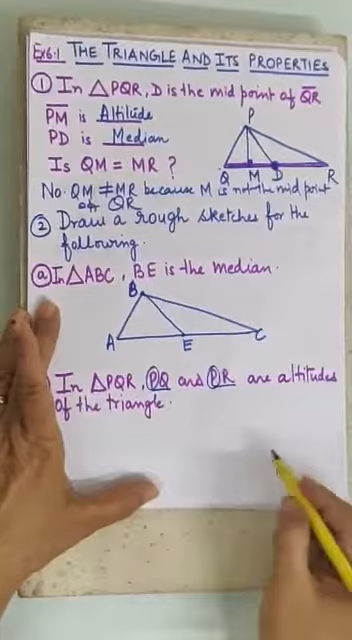 Ex 6.1 THE TRIANGLE AND ITS PROPERTIES
① In △PQR, D is the mid point of QR
PM is Altitude
PD is Median
Is QM = MR ?
P
Q M D R
No. QM ≠ MR because M is not the mid point
of QR
② Draw a rough sketches for the
following.
ⓐ In △ABC, BE is the median.
B
A E C
In △PQR, PQ and PR are altitudes
of the triangle.